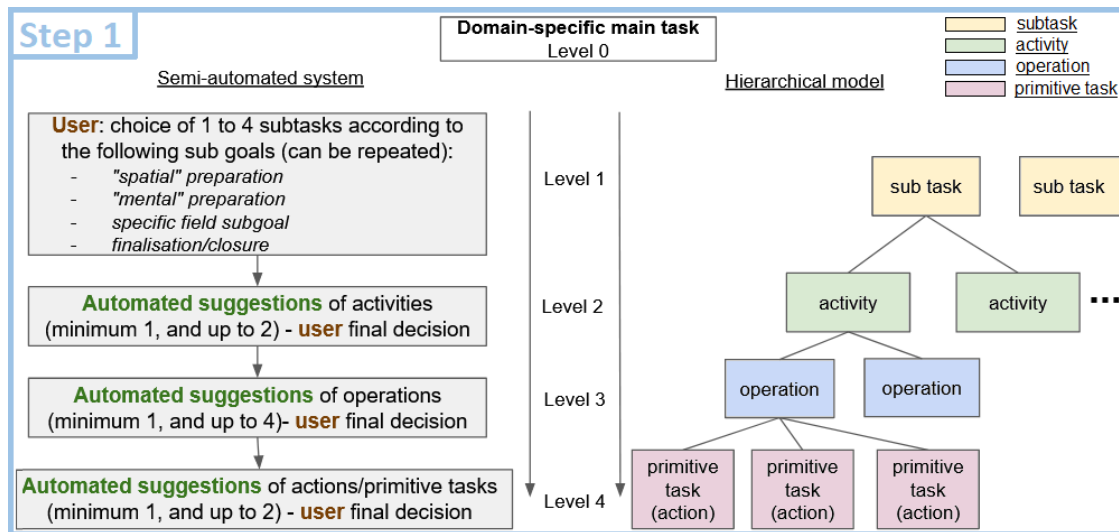 Step 1
Domain-specific main task
Level 0
subtask
activity
operation
primitive task
Semi-automated system
Hierarchical model
User: choice of 1 to 4 subtasks according to
the following sub goals (can be repeated):
- "spatial" preparation
- "mental" preparation
- specific field subgoal
- finalisation/closure
Level 1
sub task
sub task
Automated suggestions of activities
(minimum 1, and up to 2) - user final decision
Level 2
activity
activity
...
Automated suggestions of operations
(minimum 1, and up to 4)- user final decision
Level 3
operation
operation
Automated suggestions of actions/primitive tasks
(minimum 1, and up to 2) - user final decision
Level 4
primitive
task
(action)
primitive
task
(action)
primitive
task
(action)